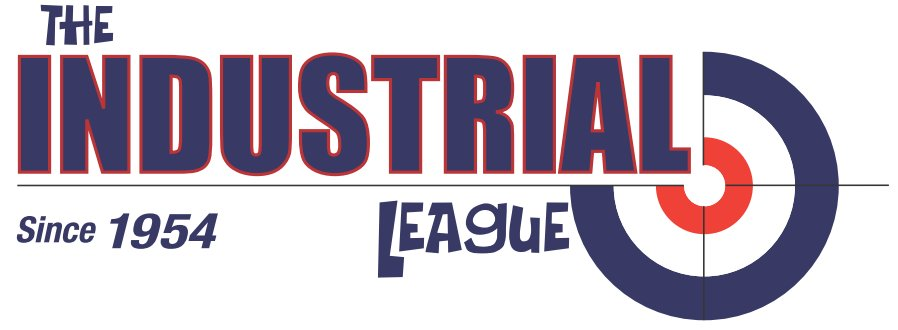 THE
INDUSTRIAL
LEAGUE
Since 1954